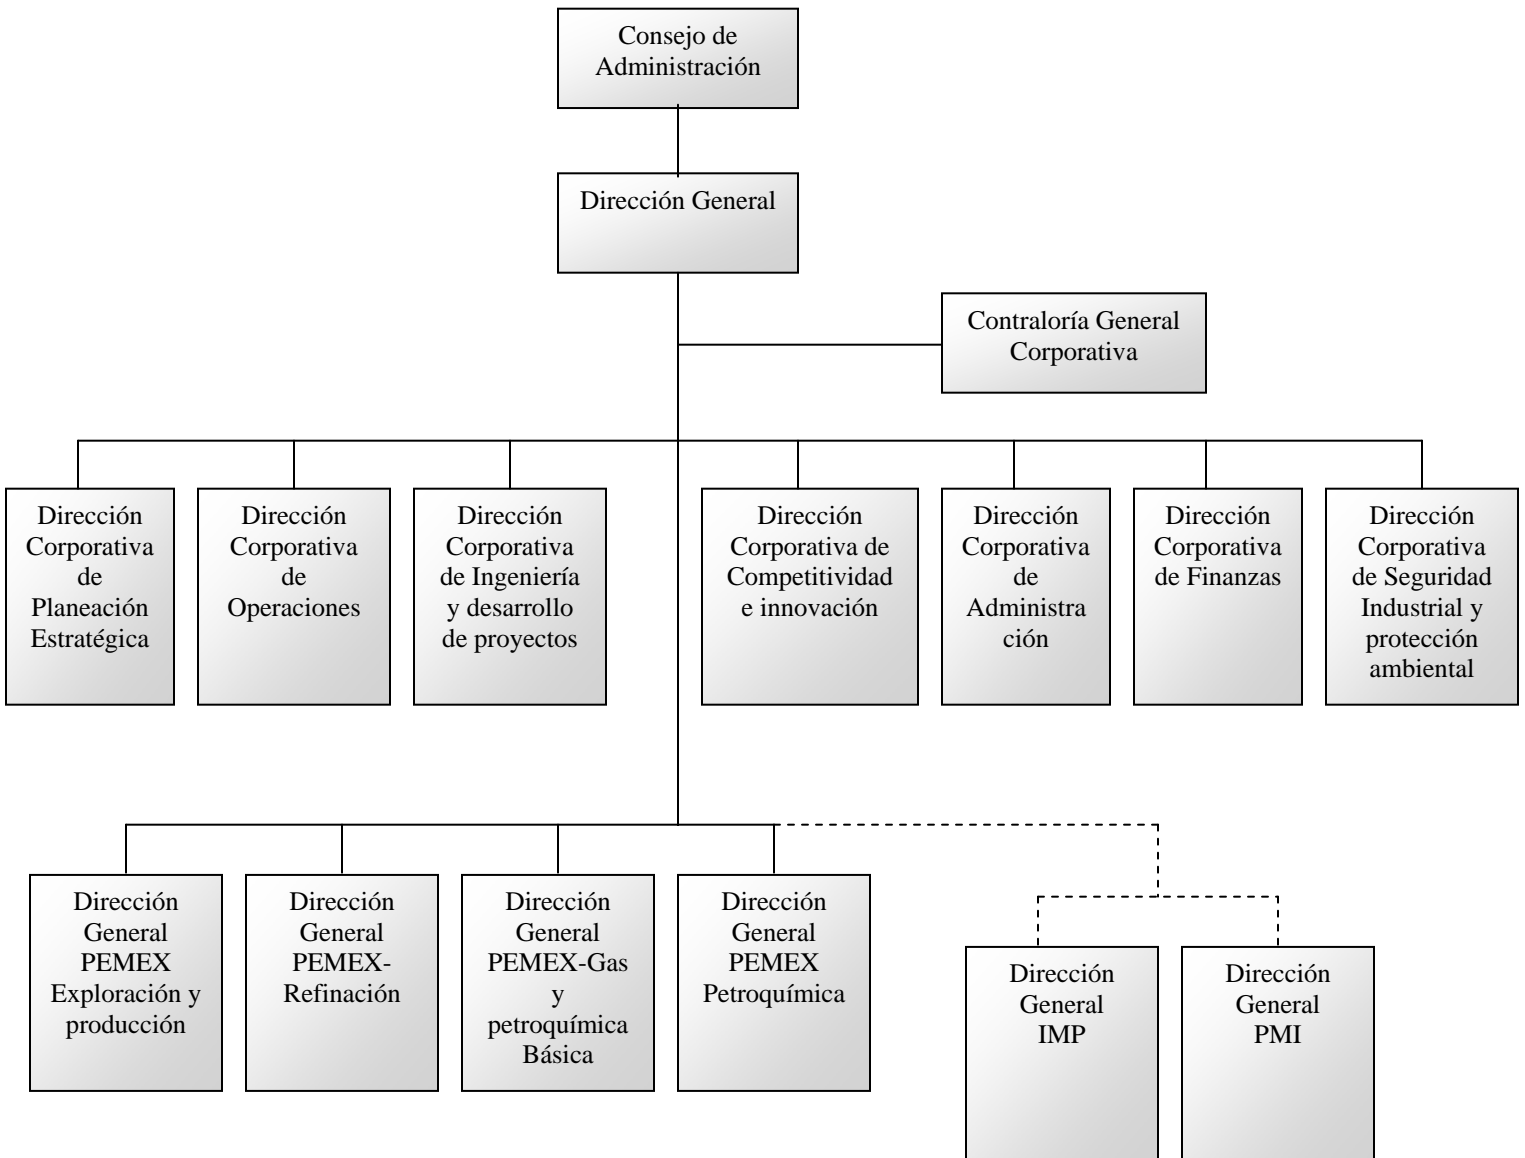 Consejo de
Administración
Dirección General
Contraloría General
Corporativa
Dirección
Corporativa
de
Planeación
Estratégica
Dirección
Corporativa
de
Operaciones
Dirección
Corporativa
de Ingeniería
y desarrollo
de proyectos
Dirección
Corporativa de
Competitividad
e innovación
Dirección
Corporativa
de
Administra
ción
Dirección
Corporativa
de Finanzas
Dirección
Corporativa
de Seguridad
Industrial y
protección
ambiental
Dirección
General
PEMEX
Exploración y
producción
Dirección
General
PEMEX-
Refinación
Dirección
General
PEMEX-Gas
y
petroquímica
Básica
Dirección
General
PEMEX
Petroquímica
Dirección
General
IMP
Dirección
General
PMI